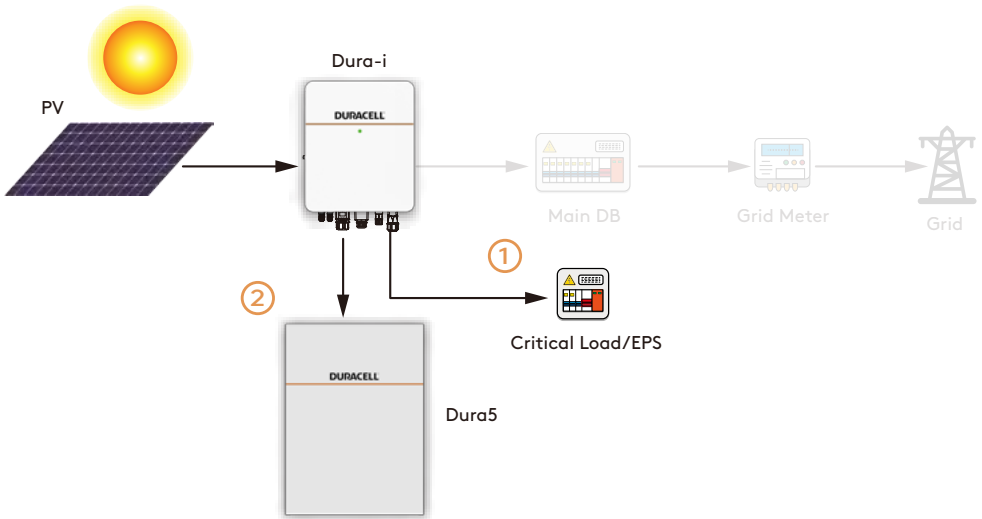 Dura-i
PV
DURACELL
Main DB
Grid Meter
Grid
1
2
Critical Load/EPS
DURACELL
Dura5